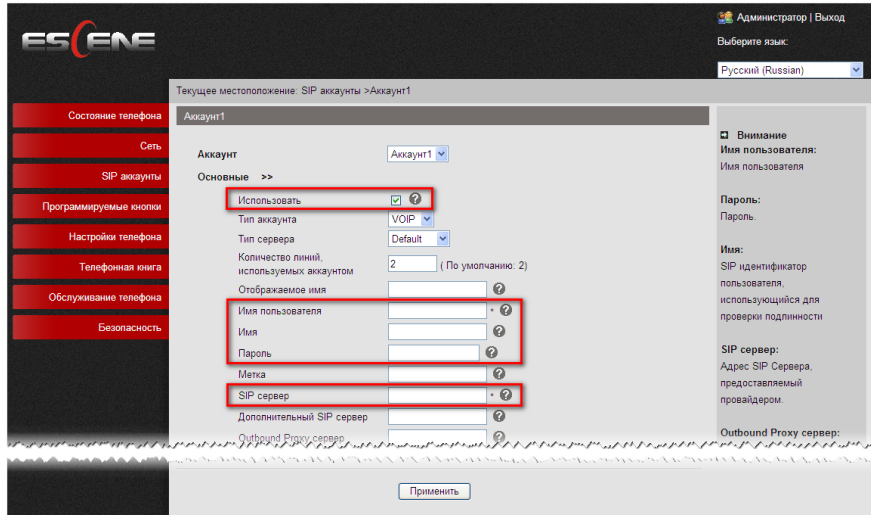 ESCENE
Администратор | Выход
Выберите язык:
Русский (Russian)
Текущее местоположение: SIP аккаунты >Аккаунт1
Состояние телефона
Сеть
SIP аккаунты
Программируемые кнопки
Настройки телефона
Телефонная книга
Обслуживание телефона
Безопасность
Аккаунт1
Аккаунт Аккаунт1
Основные >>
Использовать ?
Тип аккаунта VOIP
Тип сервера Default
Количество линий,
используемых аккаунтом 2 ( По умолчанию: 2)
Отображаемое имя ?
Имя пользователя * ?
Имя ?
Пароль ?
Метка ?
SIP сервер * ?
Дополнительный SIP сервер ?
Outbound Proxy сервер ?
Применить
Внимание
Имя пользователя:
Имя пользователя
Пароль:
Пароль.
Имя:
SIP идентификатор
пользователя,
использующийся для
проверки подлинности
SIP сервер:
Адрес SIP Сервера,
предоставляемый
провайдером.
Outbound Proxy сервер: